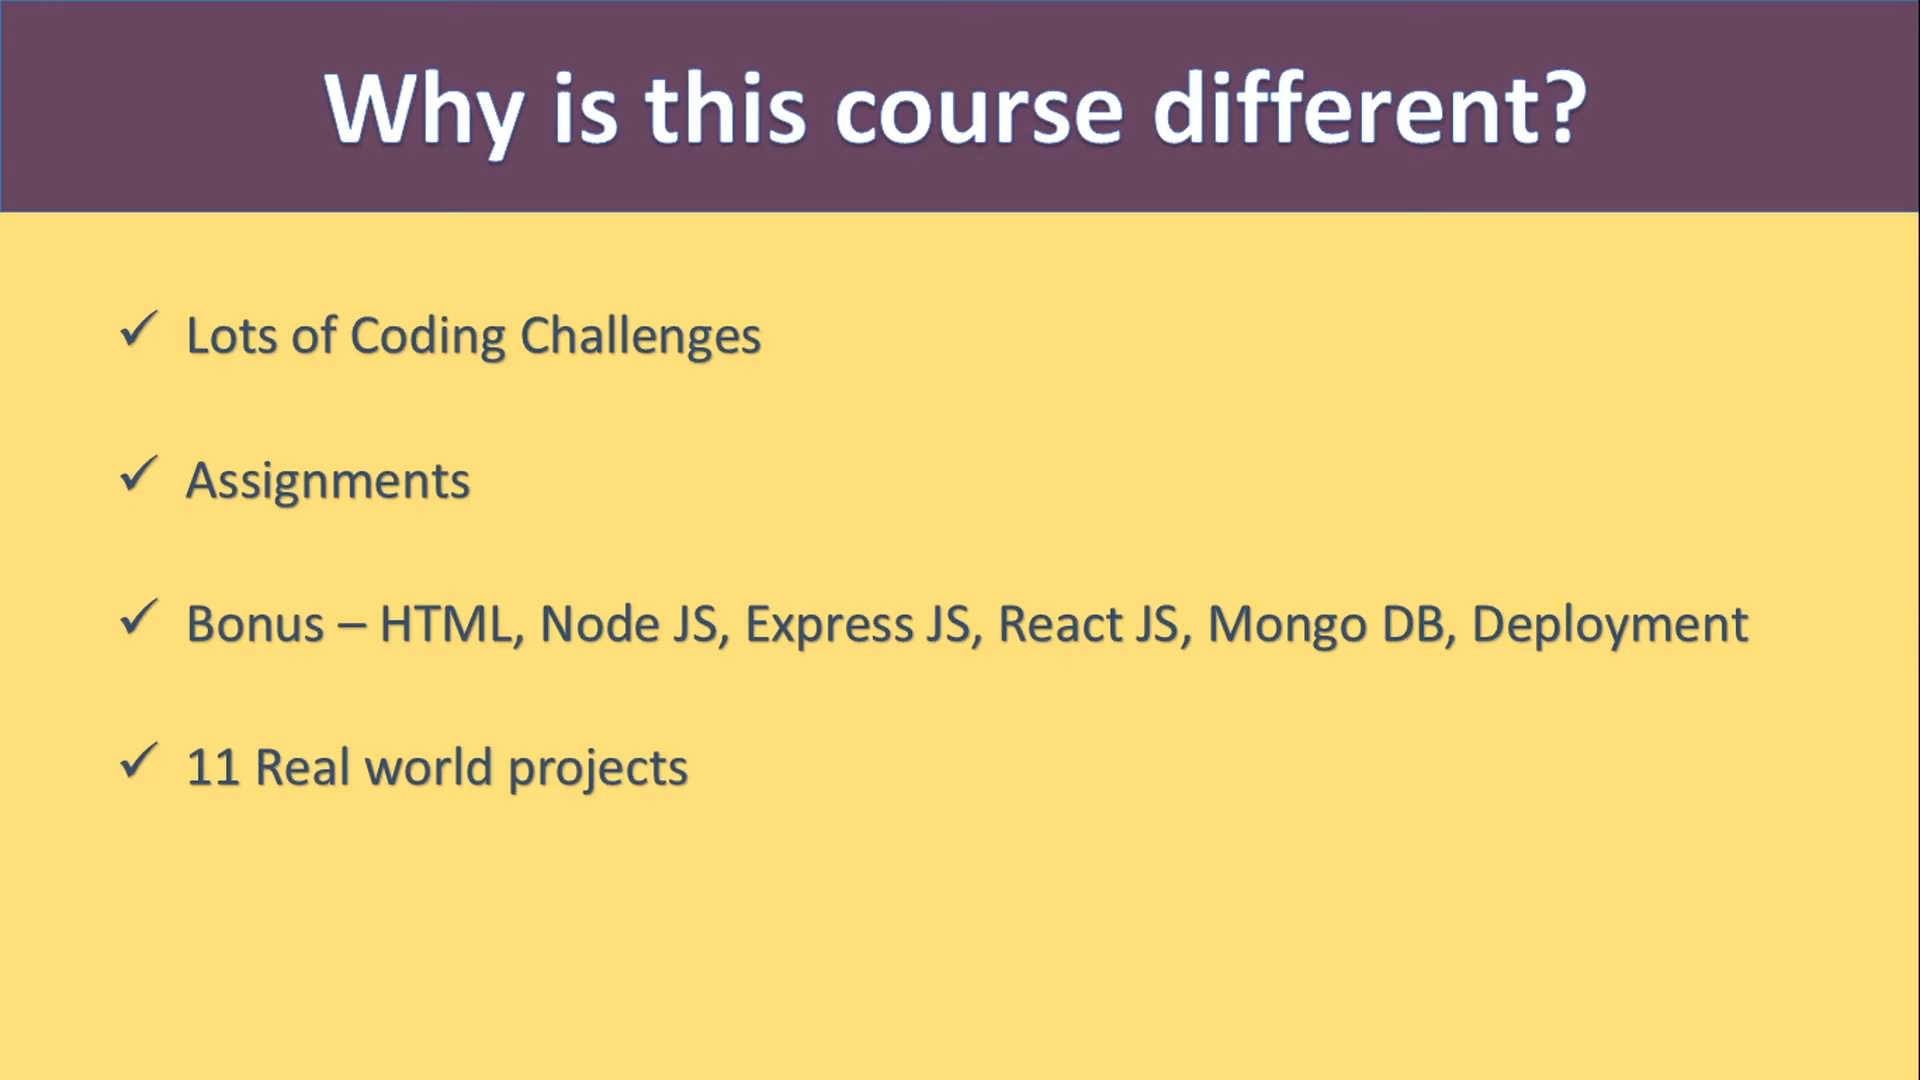 Why is this course different?
✓ Lots of Coding Challenges
✓ Assignments
✓ Bonus – HTML, Node JS, Express JS, React JS, Mongo DB, Deployment
✓ 11 Real world projects